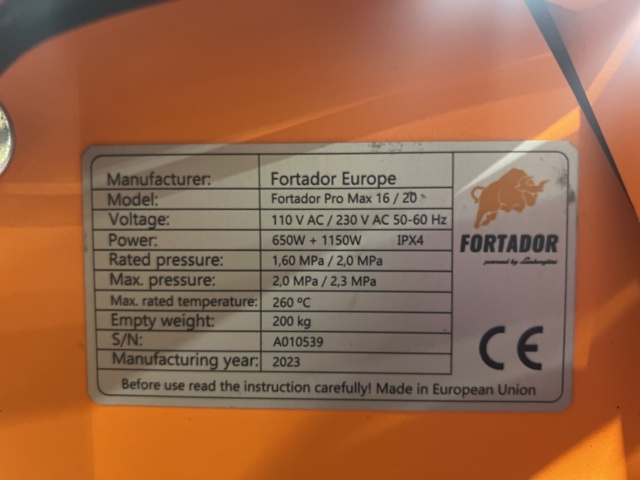 Manufacturer: Fortador Europe
Model: Fortador Pro Max 16 / 20
Voltage: 110 V AC / 230 V AC 50-60 Hz
Power: 650W + 1150W IPX4
Rated pressure: 1,60 MPa / 2,0 MPa
Max. pressure: 2,0 MPa / 2,3 MPa
Max. rated temperature: 260 ºC
Empty weight: 200 kg
S/N: A010539
Manufacturing year: 2023
Before use read the instruction carefully! Made in European Union
FORTADOR
powered by Lamborghini
CE